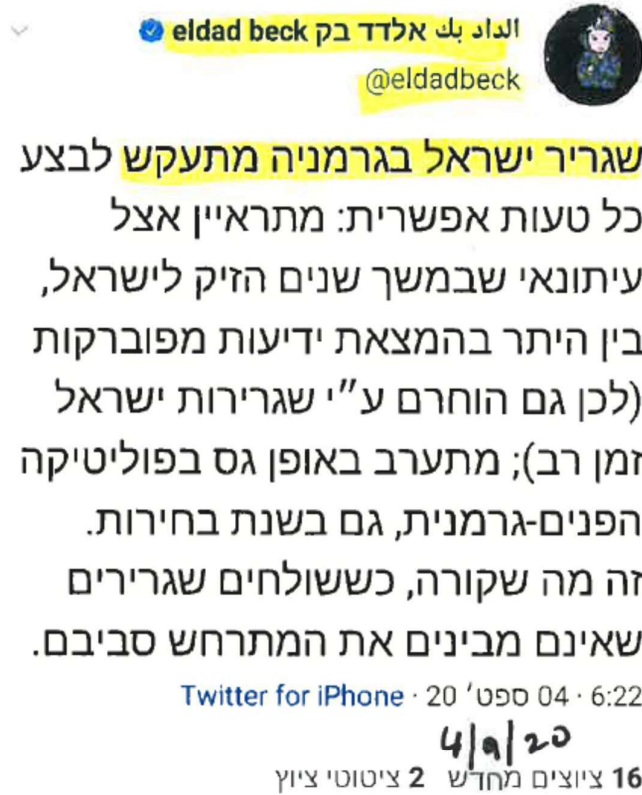 الداد بك אלדד בק eldad beck
@eldadbeck
שגריר ישראל בגרמניה מתעקש לבצע
כל טעות אפשרית: מתראיין אצל
עיתונאי שבמשך שנים הזיק לישראל,
בין היתר בהמצאת ידיעות מפוברקות
(לכן גם הוחרם ע״י שגרירות ישראל
זמן רב); מתערב באופן גס בפוליטיקה
הפנים-גרמנית, גם בשנת בחירות.
זה מה שקורה, כששולחים שגרירים
שאינם מבינים את המתרחש סביבם.
6:22 · 04 ספט׳ 20 · Twitter for iPhone
4/9/20
16 ציוצים מחדש 2 ציטוטי ציוץ